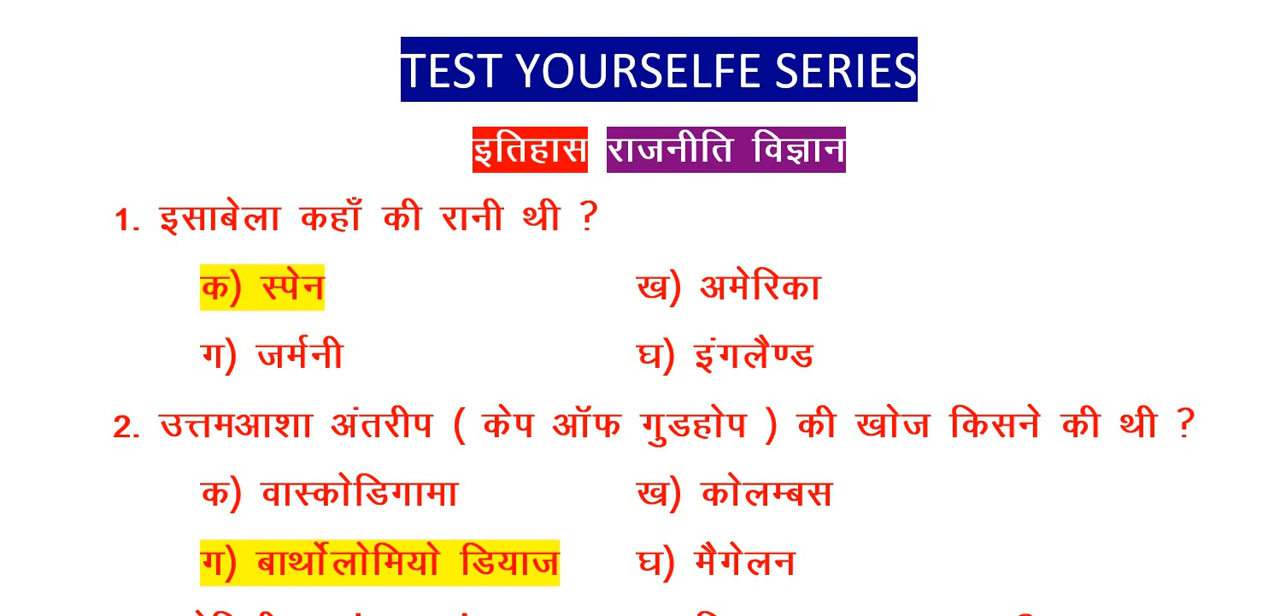 TEST YOURSELFE SERIES
इतिहास राजनीति विज्ञान
1. इसाबेला कहाँ की रानी थी ?
क) स्पेन ख) अमेरिका
ग) जर्मनी घ) इंगलैण्ड
2. उत्तमआशा अंतरीप ( केप ऑफ गुडहोप ) की खोज किसने की थी ?
क) वास्कोडिगामा ख) कोलम्बस
ग) बार्थोलोमियो डियाज घ) मैगेलन